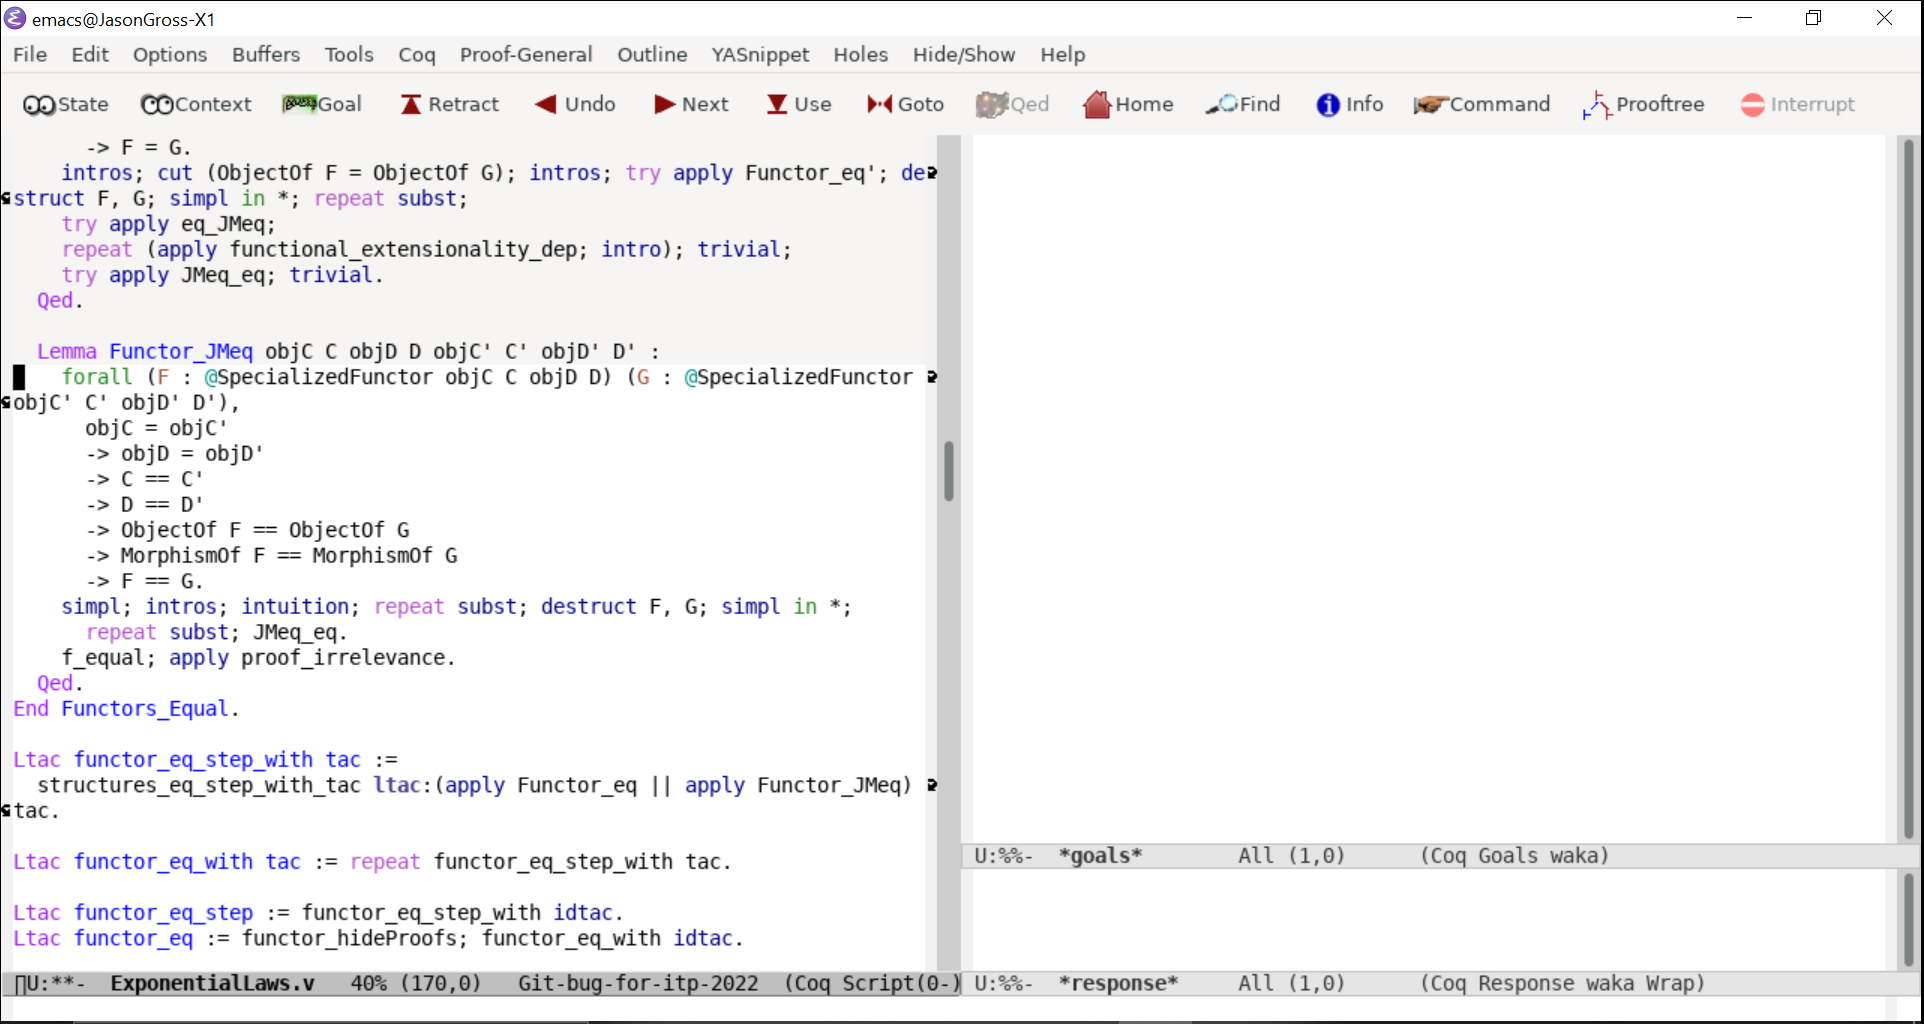 emacs@JasonGross-X1
File Edit Options Buffers Tools Coq Proof-General Outline YASnippet Holes Hide/Show Help
State Context Goal Retract Undo Next Use Goto Qed Home Find Info Command Prooftree Interrupt
-> F = G.
intros; cut (ObjectOf F = ObjectOf G); intros; try apply Functor_eq'; de
struct F, G; simpl in *; repeat subst;
try apply eq_JMeq;
repeat (apply functional_extensionality_dep; intro); trivial;
try apply JMeq_eq; trivial.
Qed.
Lemma Functor_JMeq objC C objD D objC' C' objD' D' :
forall (F : @SpecializedFunctor objC C objD D) (G : @SpecializedFunctor
objC' C' objD' D'),
objC = objC'
-> objD = objD'
-> C == C'
-> D == D'
-> ObjectOf F == ObjectOf G
-> MorphismOf F == MorphismOf G
-> F == G.
simpl; intros; intuition; repeat subst; destruct F, G; simpl in *;
repeat subst; JMeq_eq.
f_equal; apply proof_irrelevance.
Qed.
End Functors_Equal.
Ltac functor_eq_step_with tac :=
structures_eq_step_with_tac ltac:(apply Functor_eq || apply Functor_JMeq)
tac.
Ltac functor_eq_with tac := repeat functor_eq_step_with tac.
Ltac functor_eq_step := functor_eq_step_with idtac.
Ltac functor_eq := functor_hideProofs; functor_eq_with idtac.
U:**- ExponentialLaws.v 40% (170,0) Git-bug-for-itp-2022 (Coq Script(0-)
U:%%- *goals* All (1,0) (Coq Goals waka)
U:%%- *response* All (1,0) (Coq Response waka Wrap)